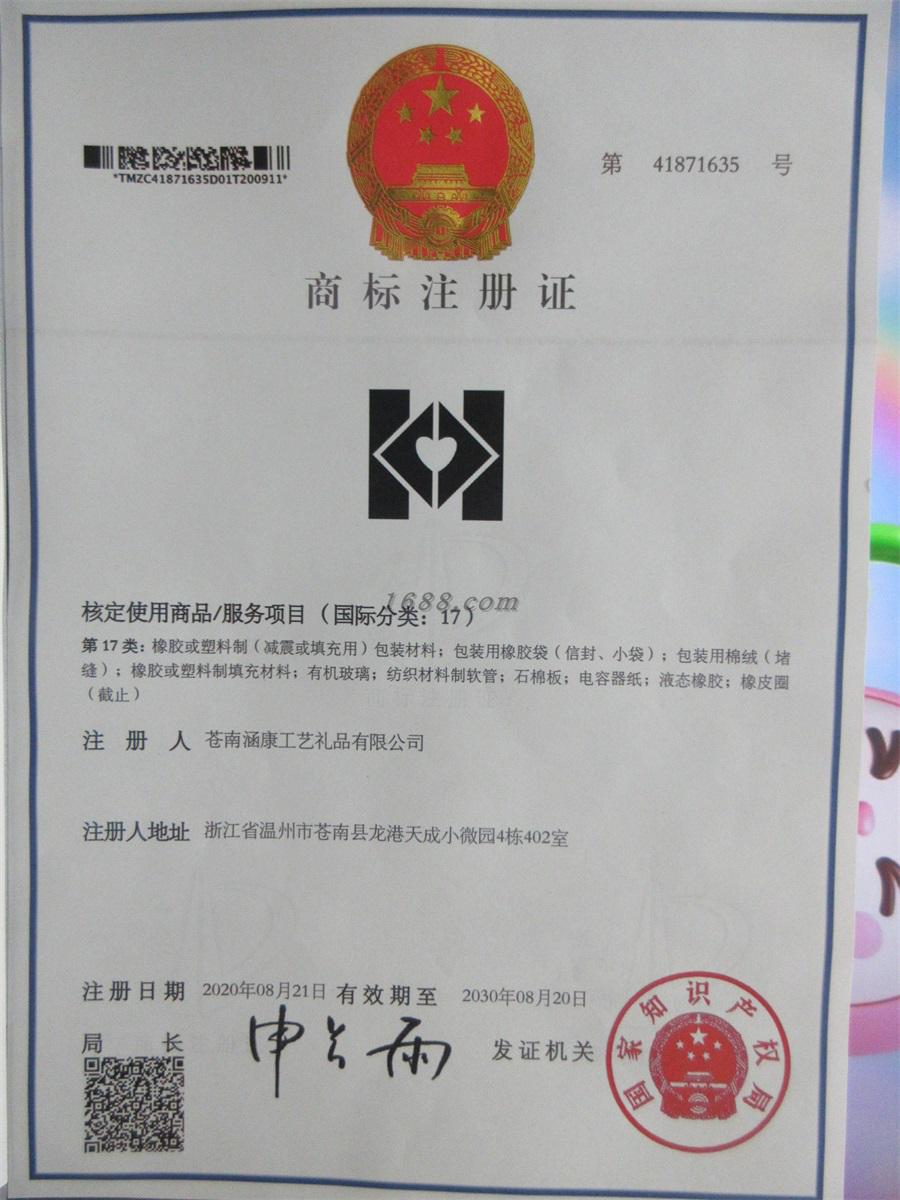 *TMZC41871635D01T200911*
第 41871635 号
商标注册证
1688.com
核定使用商品/服务项目（国际分类：17）
第 17 类：橡胶或塑料制（减震或填充用）包装材料；包装用橡胶袋（信封、小袋）；包装用棉绒（堵
缝）；橡胶或塑料制填充材料；有机玻璃；纺织材料制软管；石棉板；电容器纸；液态橡胶；橡皮圈
（截止）
注 册 人 苍南涵康工艺礼品有限公司
注册人地址 浙江省温州市苍南县龙港天成小微园4栋402室
注册日期 2020年08月21日 有效期至 2030年08月20日
局 长 申长雨 发证机关
国家知识产权局